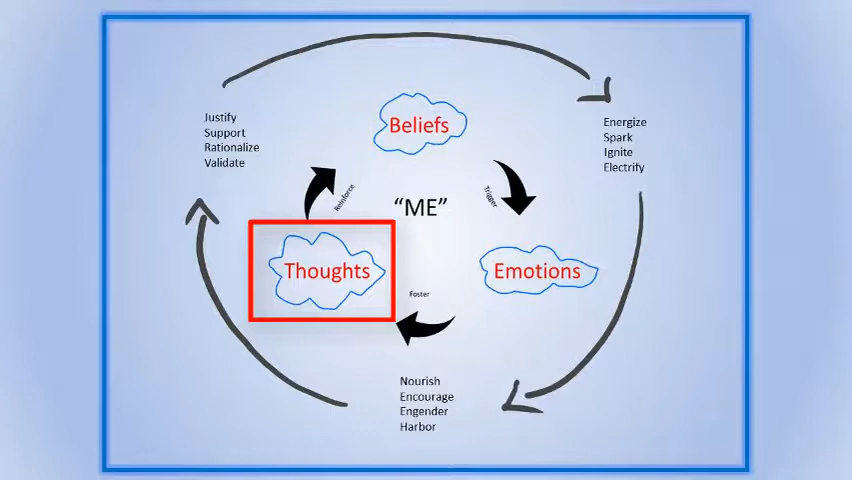 Justify
Support
Rationalize
Validate
Beliefs
Energize
Spark
Ignite
Electrify
Reinforce
"ME"
Trigger
Thoughts
Emotions
Foster
Nourish
Encourage
Engender
Harbor